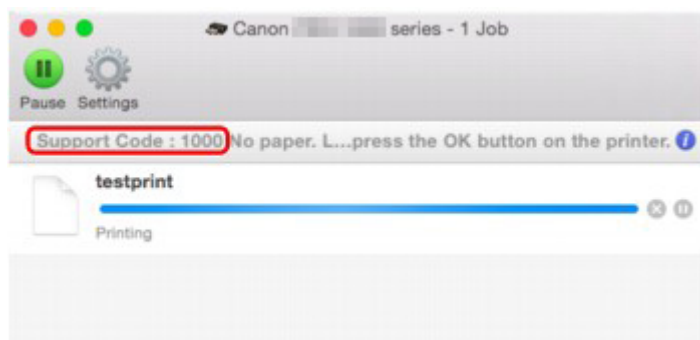 Canon series - 1 Job
Pause Settings
Support Code : 1000 No paper. L...press the OK button on the printer.
testprint
Printing